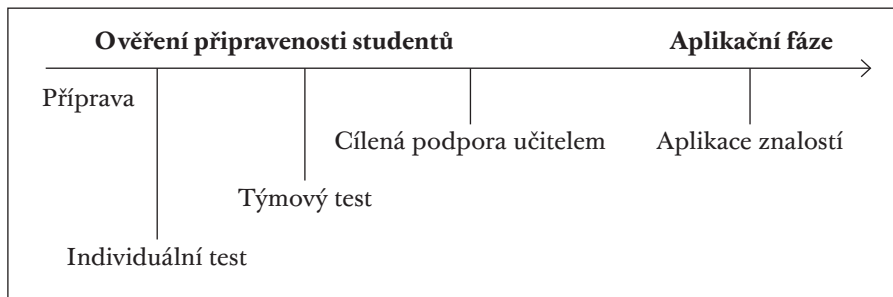 Ověření připravenosti studentů
Aplikační fáze
Příprava
Cílená podpora učitelem
Aplikace znalostí
Týmový test
Individuální test